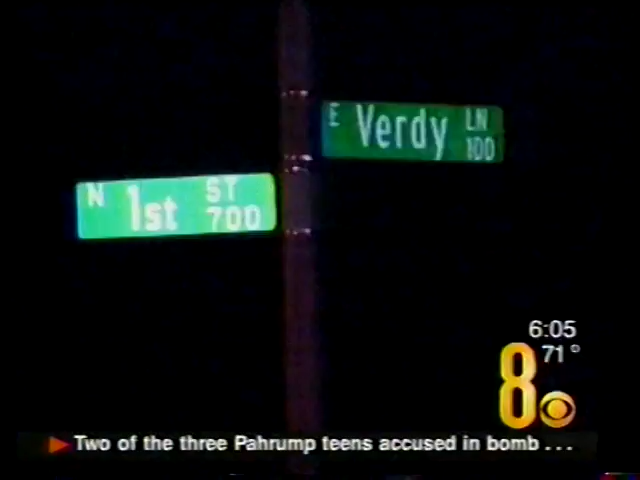 E Verdy LN 100
N 1st ST 700
6:05
71°
8
Two of the three Pahrump teens accused in bomb ...